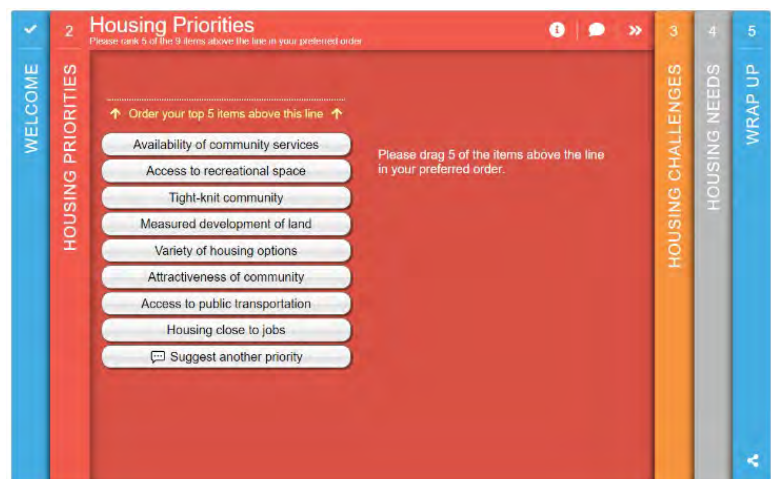 WELCOME
2
HOUSING PRIORITIES
Housing Priorities
Please rank 5 of the 9 items above the line in your preferred order
Order your top 5 items above this line
Availability of community services
Access to recreational space
Tight-knit community
Measured development of land
Variety of housing options
Attractiveness of community
Access to public transportation
Housing close to jobs
Suggest another priority
Please drag 5 of the items above the line
in your preferred order.
3
HOUSING CHALLENGES
4
HOUSING NEEDS
5
WRAP UP